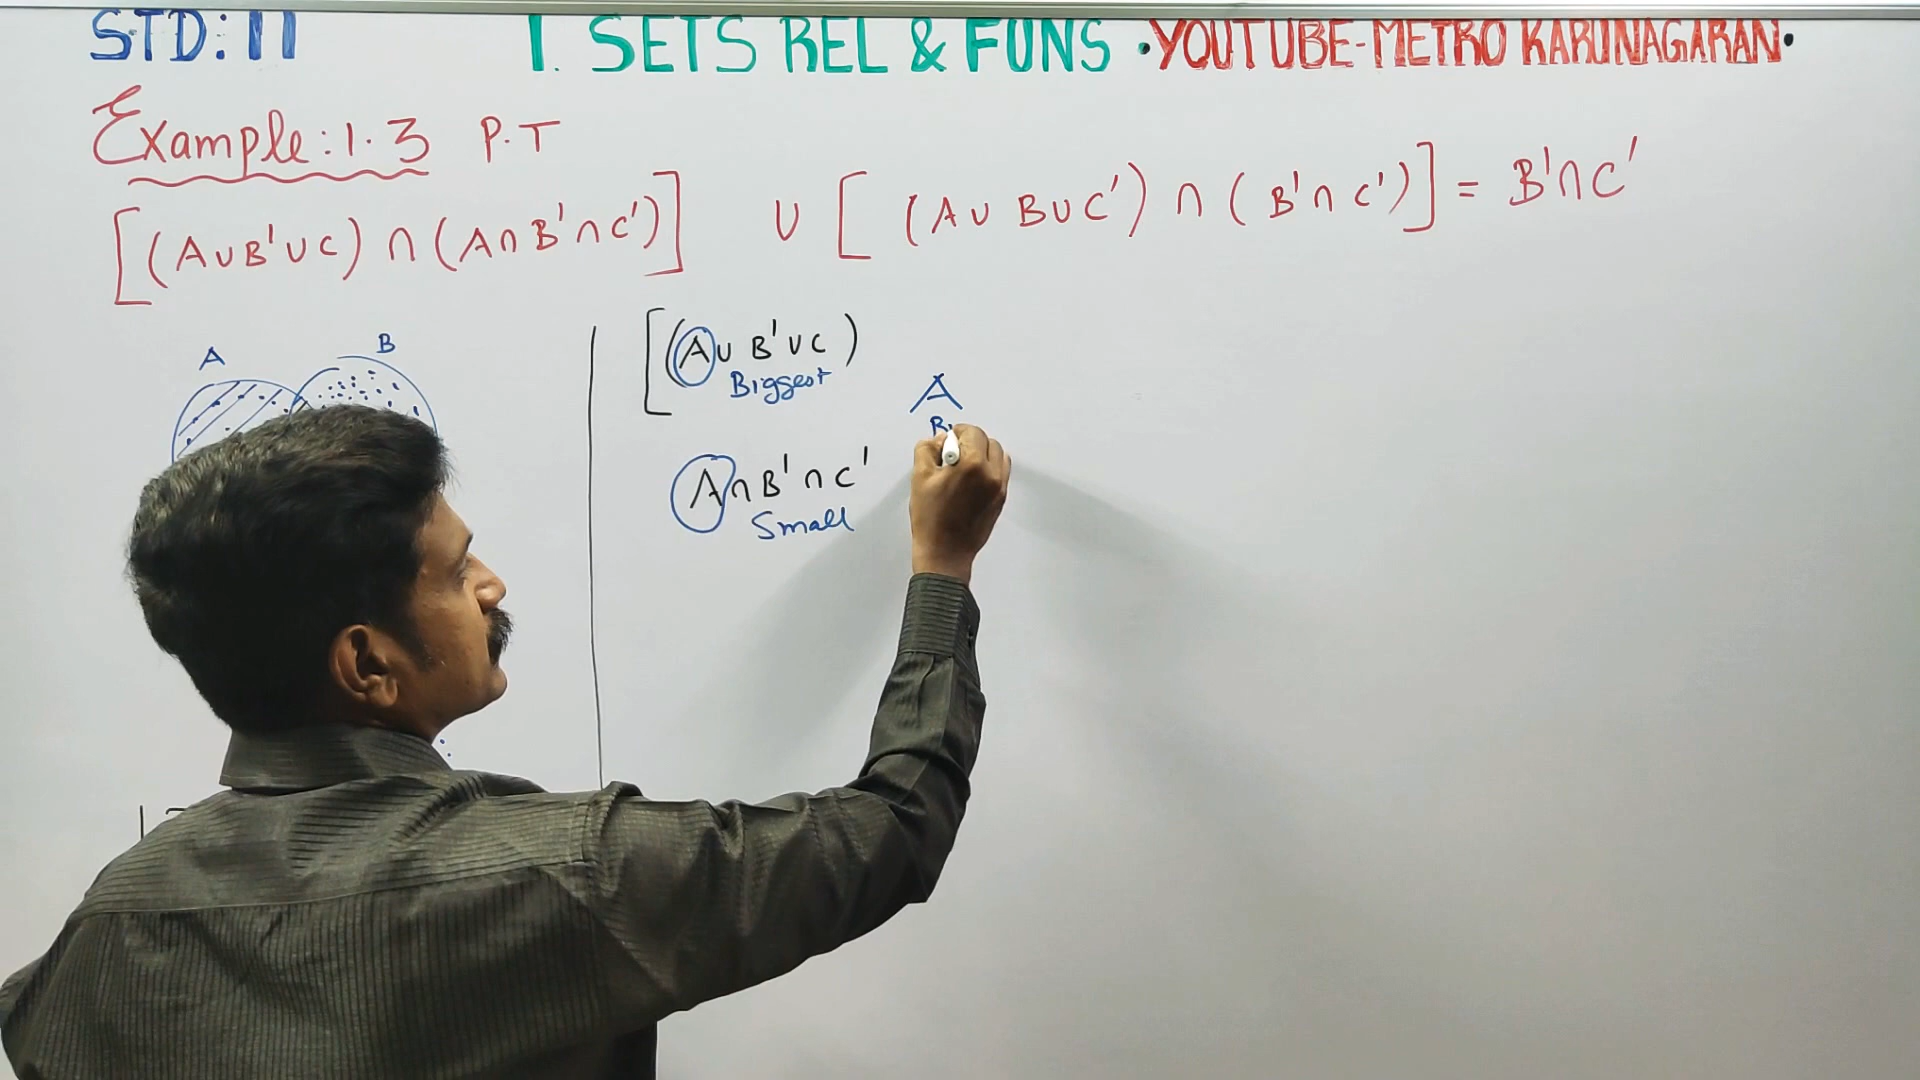 STD: 11 1. SETS REL & FUNS ·YOUTUBE-METRO KARUNAGARAN·
Example: 1.3 P.T
[(A∪B'∪C) ∩ (A∩B'∩C')] ∪ [(A∪B∪C') ∩ (B'∩C')] = B'∩C'
A B
[(A∪B'∪C)
Biggest
A
A∩B'∩C'
Small